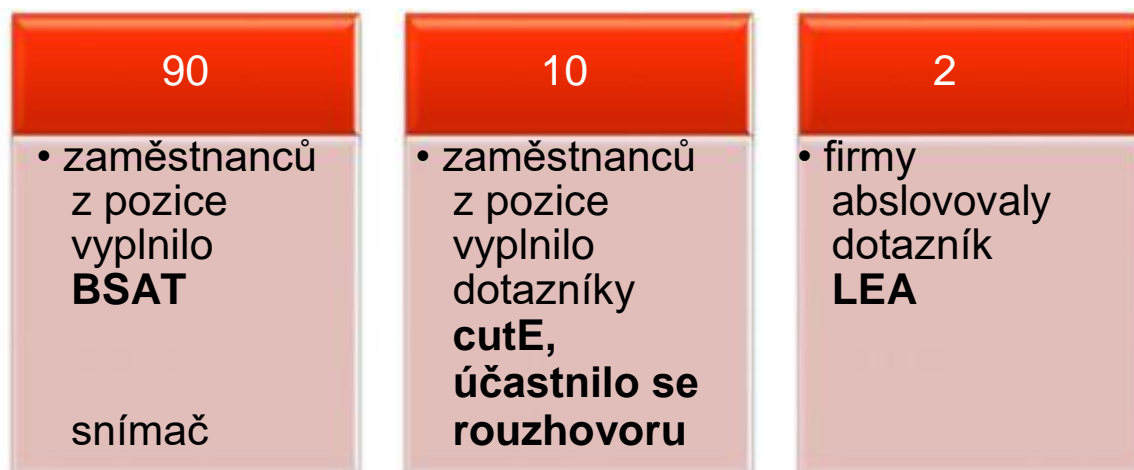 90
• zaměstnanců
z pozice
vyplnilo
BSAT
snímač
10
• zaměstnanců
z pozice
vyplnilo
dotazníky
cutE,
účastnilo se
rouzhovoru
2
• firmy
abslovovaly
dotazník
LEA